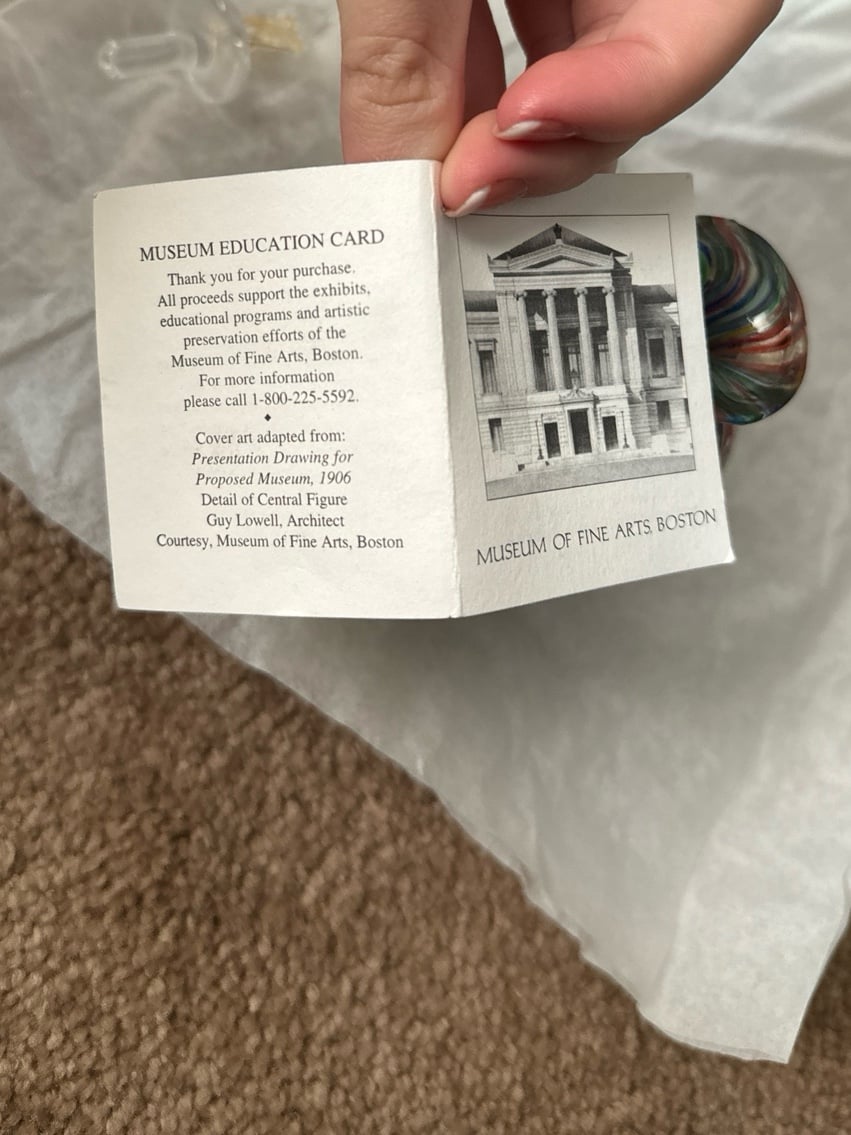 MUSEUM EDUCATION CARD
Thank you for your purchase.
All proceeds support the exhibits,
educational programs and artistic
preservation efforts of the
Museum of Fine Arts, Boston.
For more information
please call 1-800-225-5592.
Cover art adapted from:
Presentation Drawing for
Proposed Museum, 1906
Detail of Central Figure
Guy Lowell, Architect
Courtesy, Museum of Fine Arts, Boston
MUSEUM OF FINE ARTS, BOSTON